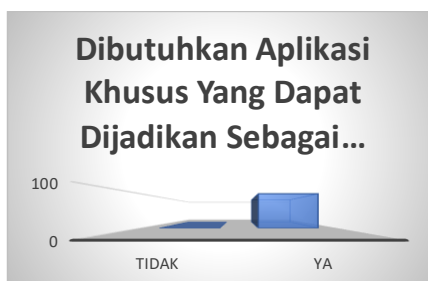 Dibutuhkan Aplikasi
Khusus Yang Dapat
Dijadikan Sebagai...
100
0
TIDAK YA